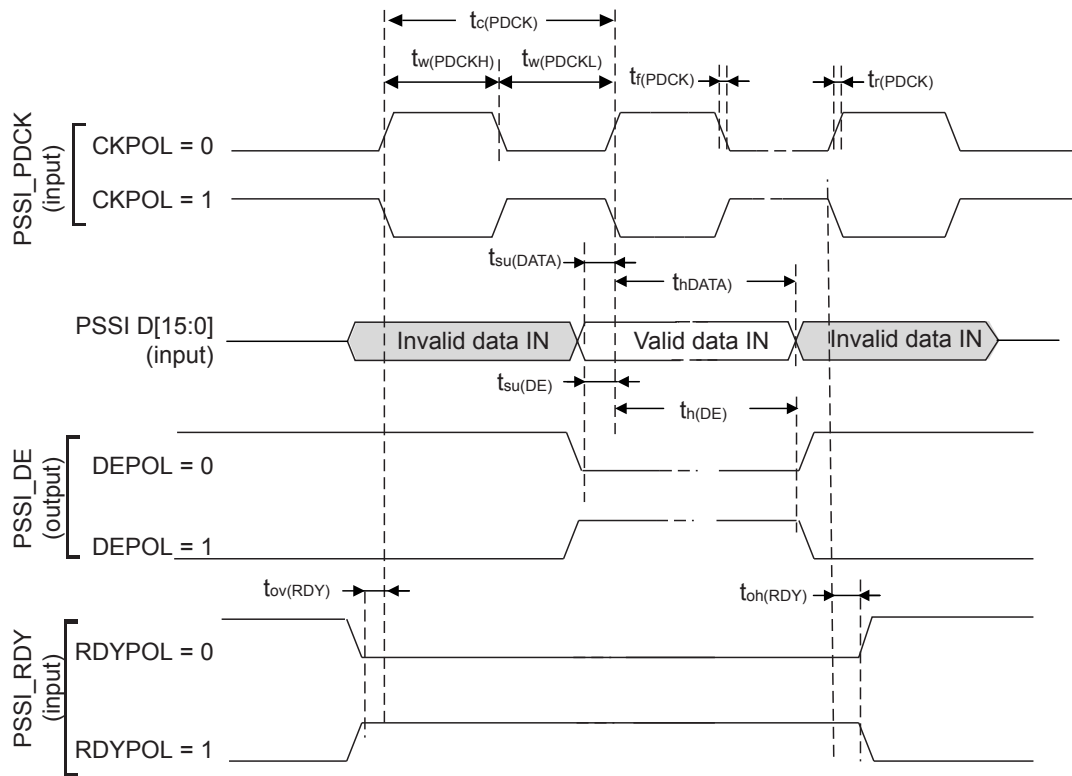 tc(PDCK)
tw(PDCKH)
tw(PDCKL)
tf(PDCK)
tr(PDCK)
PSSI_PDCK
(input)
CKPOL = 0
CKPOL = 1
tsu(DATA)
thDATA)
PSSI D[15:0]
(input)
Invalid data IN
Valid data IN
Invalid data IN
tsu(DE)
th(DE)
PSSI_DE
(output)
DEPOL = 0
DEPOL = 1
tov(RDY)
toh(RDY)
PSSI_RDY
(input)
RDYPOL = 0
RDYPOL = 1